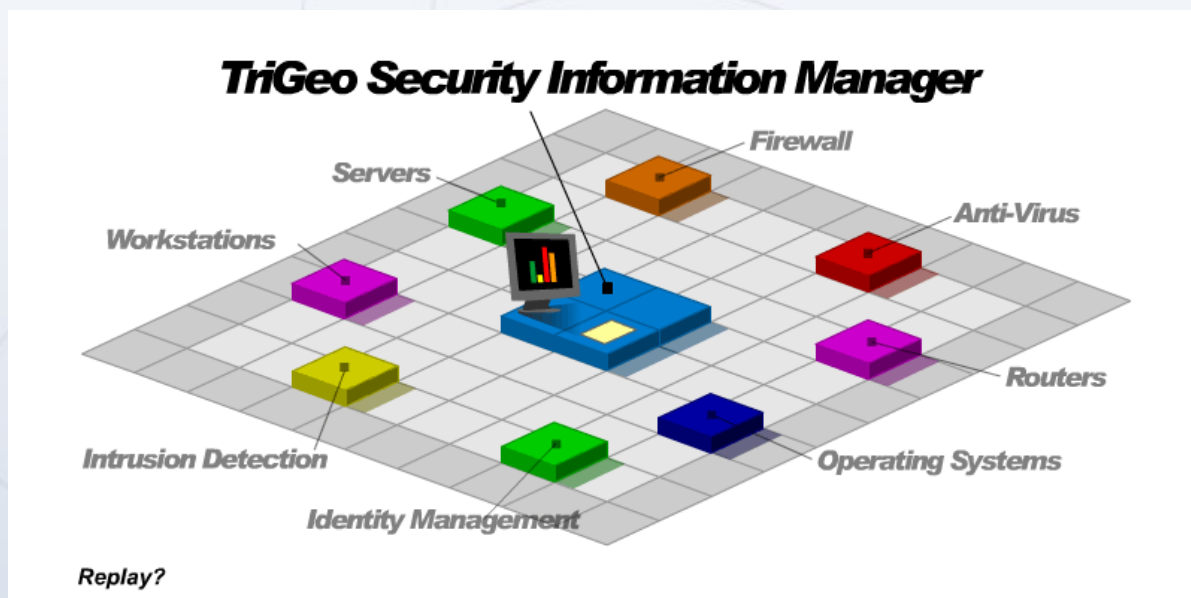 TriGeo Security Information Manager
Firewall
Servers
Anti-Virus
Workstations
Routers
Intrusion Detection
Operating Systems
Identity Management
Replay?